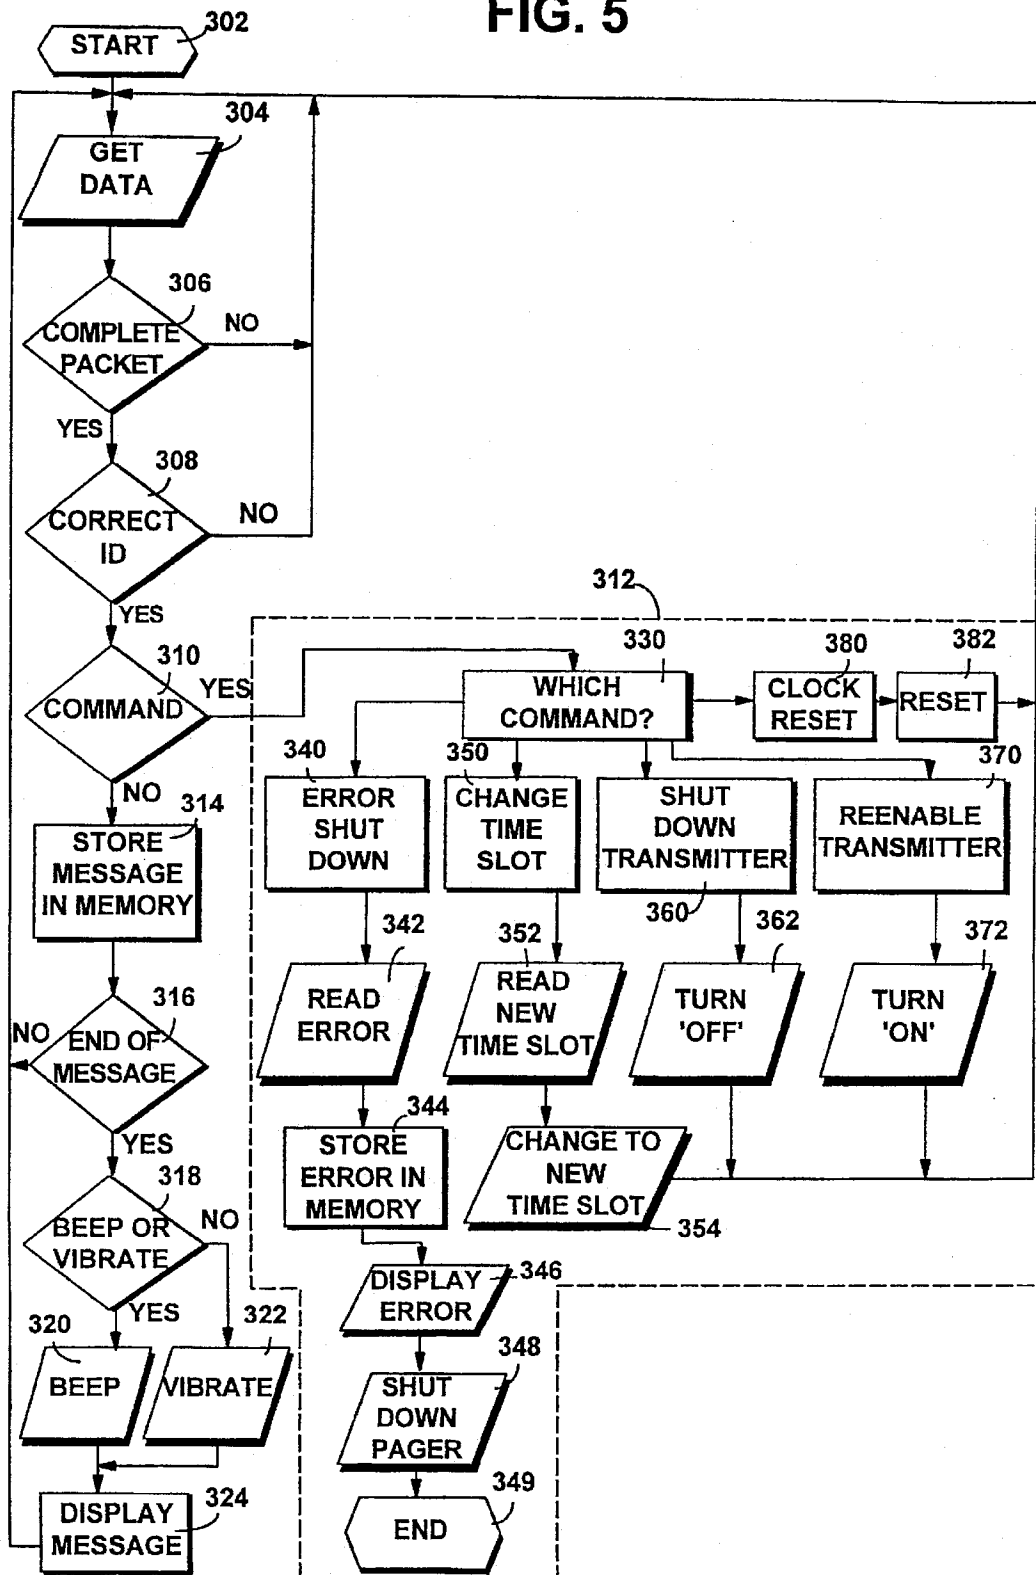 FIG. 5
302
START
304
GET
DATA
306
COMPLETE
PACKET
NO
YES
308
CORRECT
ID
NO
YES
310
COMMAND
YES
NO
314
STORE
MESSAGE
IN MEMORY
316
NO
END OF
MESSAGE
YES
318
BEEP OR
VIBRATE
NO
YES
320
BEEP
322
VIBRATE
324
DISPLAY
MESSAGE
312
330
WHICH
COMMAND?
380
CLOCK
RESET
382
RESET
340
ERROR
SHUT
DOWN
350
CHANGE
TIME
SLOT
SHUT
DOWN
TRANSMITTER
360
370
REENABLE
TRANSMITTER
342
READ
ERROR
352
READ
NEW
TIME SLOT
362
TURN
'OFF'
372
TURN
'ON'
344
STORE
ERROR IN
MEMORY
CHANGE TO
NEW
TIME SLOT
354
346
DISPLAY
ERROR
348
SHUT
DOWN
PAGER
349
END